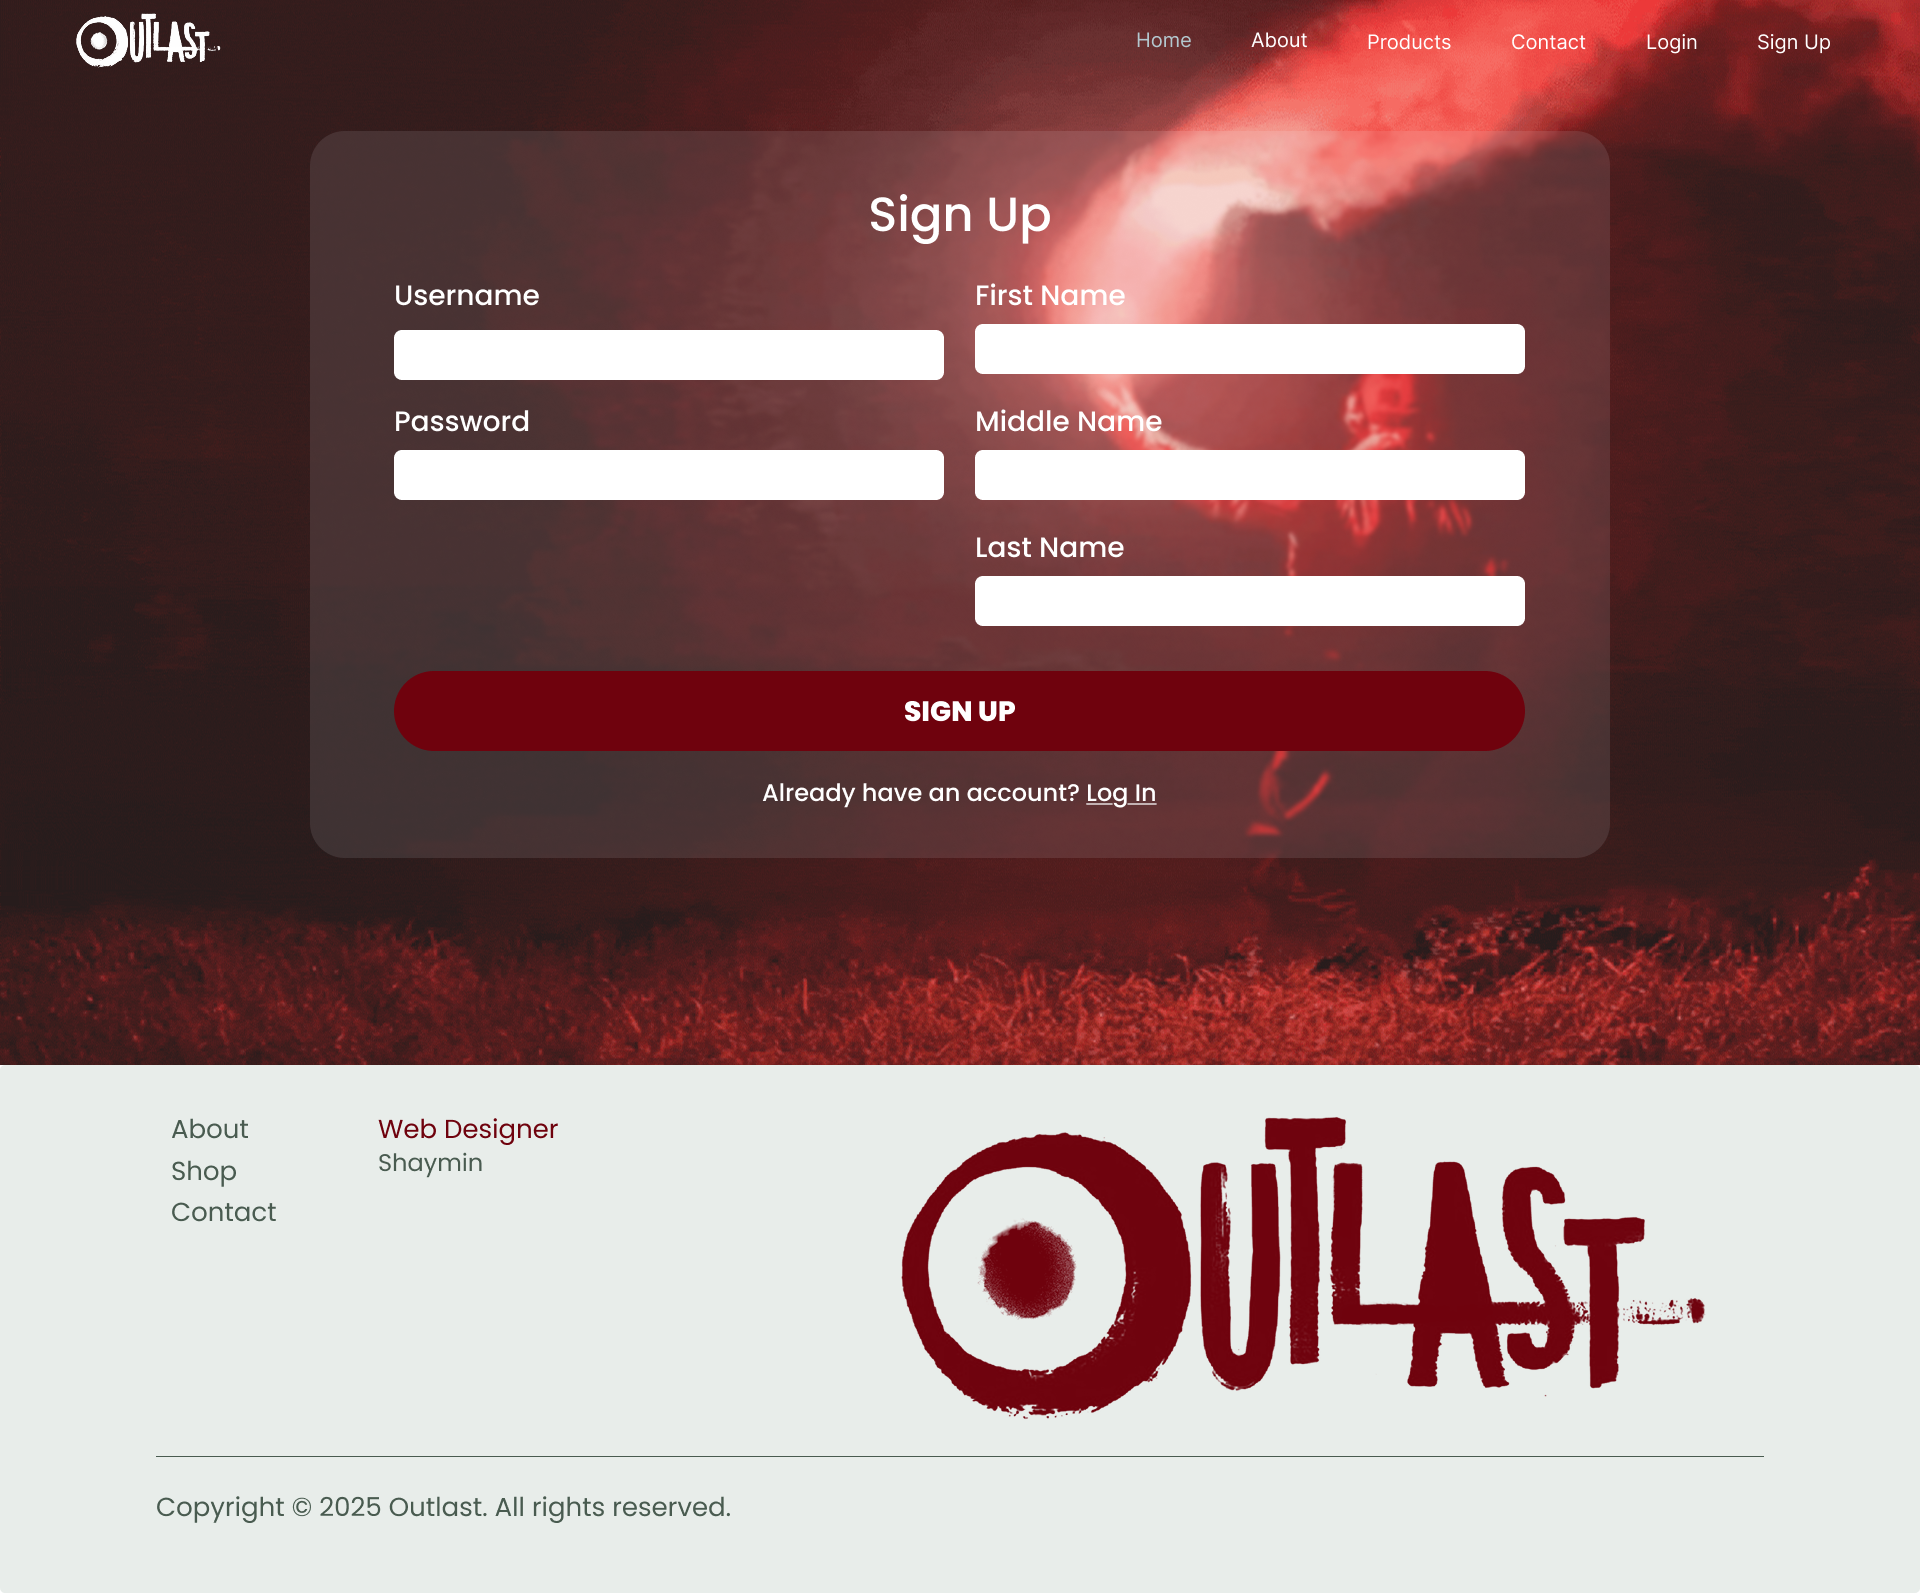 OUTLAST
Home About Products Contact Login Sign Up
Sign Up
Username
First Name
Password
Middle Name
Last Name
SIGN UP
Already have an account? Log In
About
Shop
Contact
Web Designer
Shaymin
OUTLAST
Copyright © 2025 Outlast. All rights reserved.